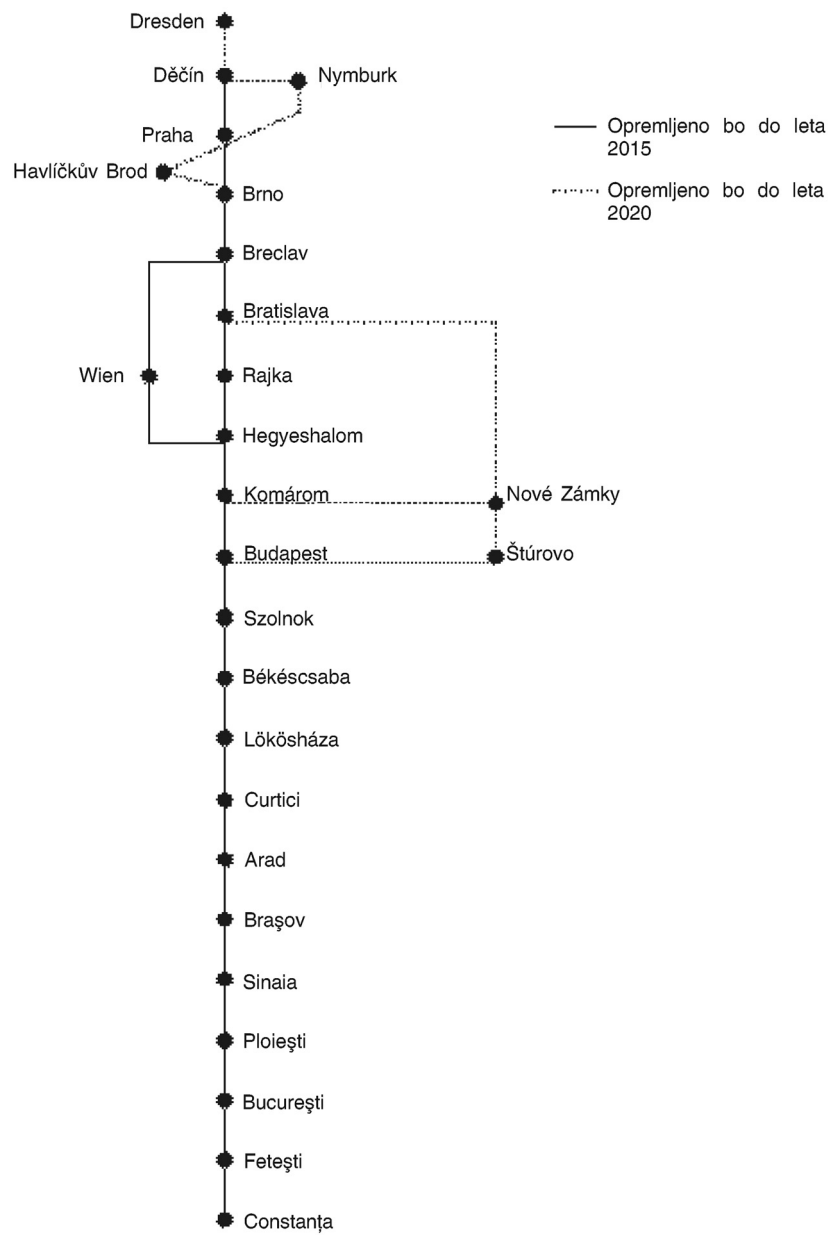 Dresden
Děčín
Nymburk
Praha
Havlíčkův Brod
Brno
Breclav
Bratislava
Wien
Rajka
Hegyeshalom
Komárom
Nové Zámky
Budapest
Štúrovo
Szolnok
Békéscsaba
Lökösháza
Curtici
Arad
Braşov
Sinaia
Ploieşti
Bucureşti
Feteşti
Constanţa
Opremljeno bo do leta
2015
Opremljeno bo do leta
2020